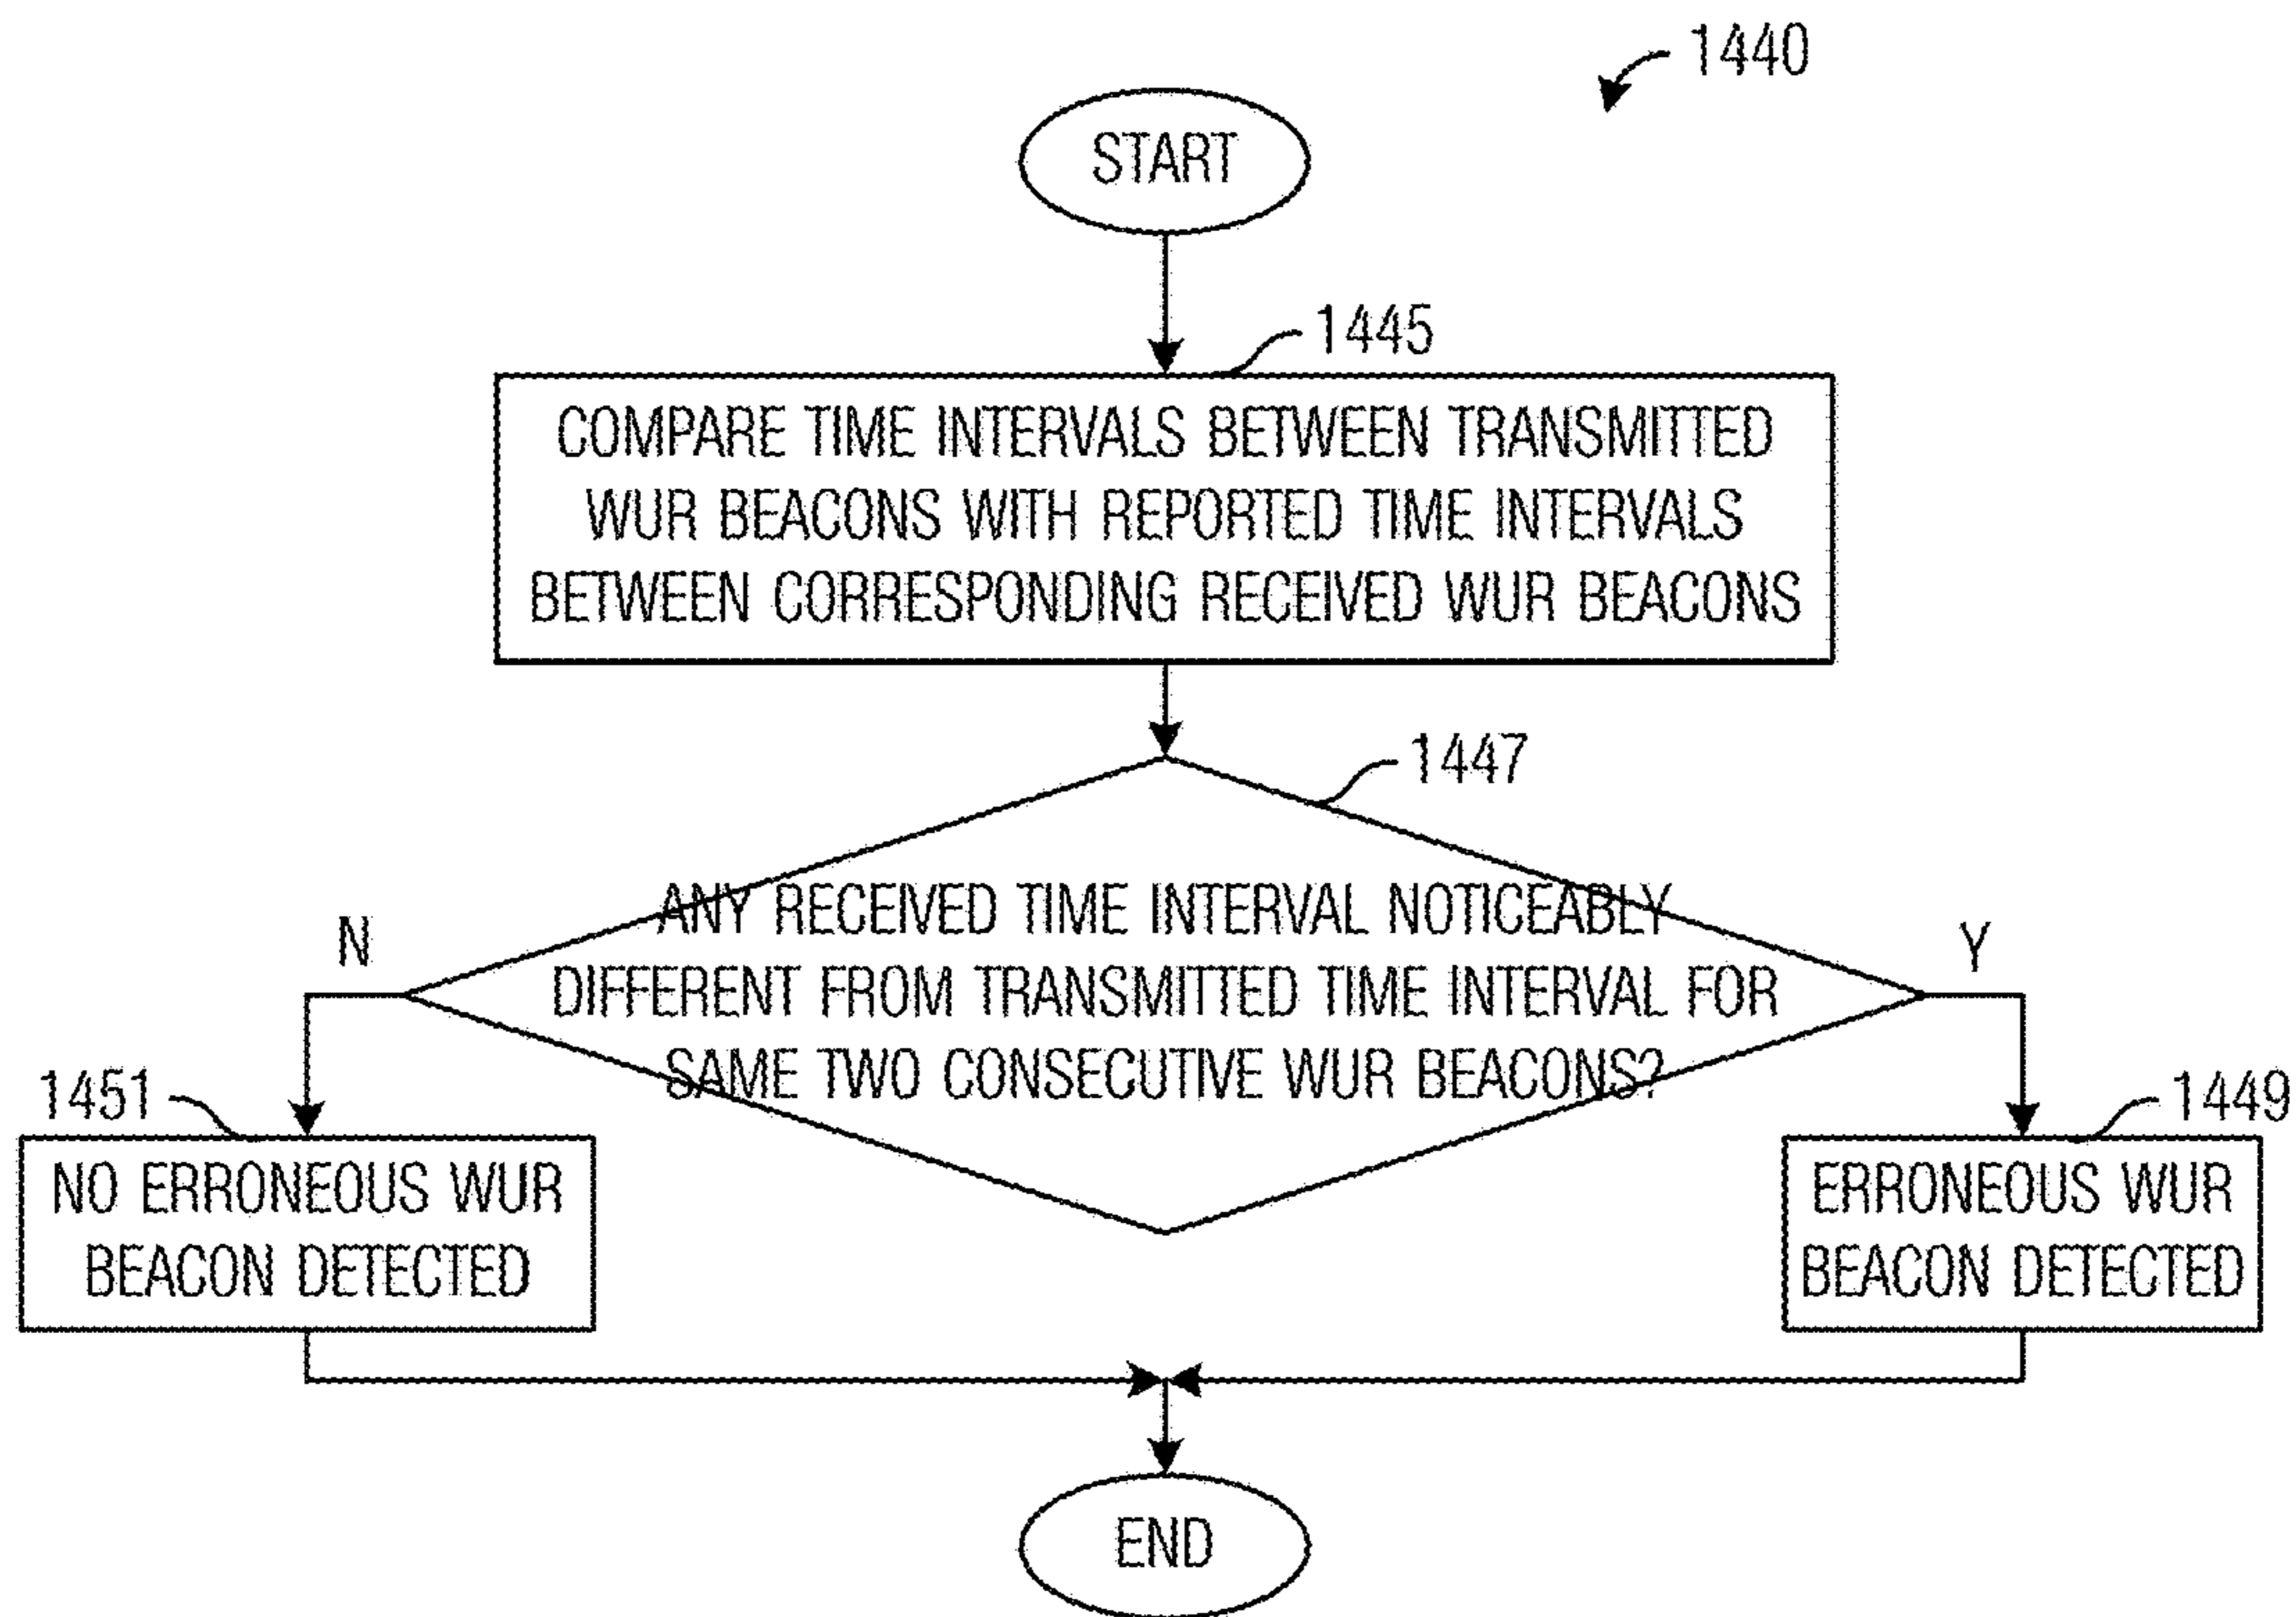 1440
START
1445
COMPARE TIME INTERVALS BETWEEN TRANSMITTED
WUR BEACONS WITH REPORTED TIME INTERVALS
BETWEEN CORRESPONDING RECEIVED WUR BEACONS
1447
ANY RECEIVED TIME INTERVAL NOTICEABLY
DIFFERENT FROM TRANSMITTED TIME INTERVAL FOR
SAME TWO CONSECUTIVE WUR BEACONS?
N
Y
1451
NO ERRONEOUS WUR
BEACON DETECTED
1449
ERRONEOUS WUR
BEACON DETECTED
END